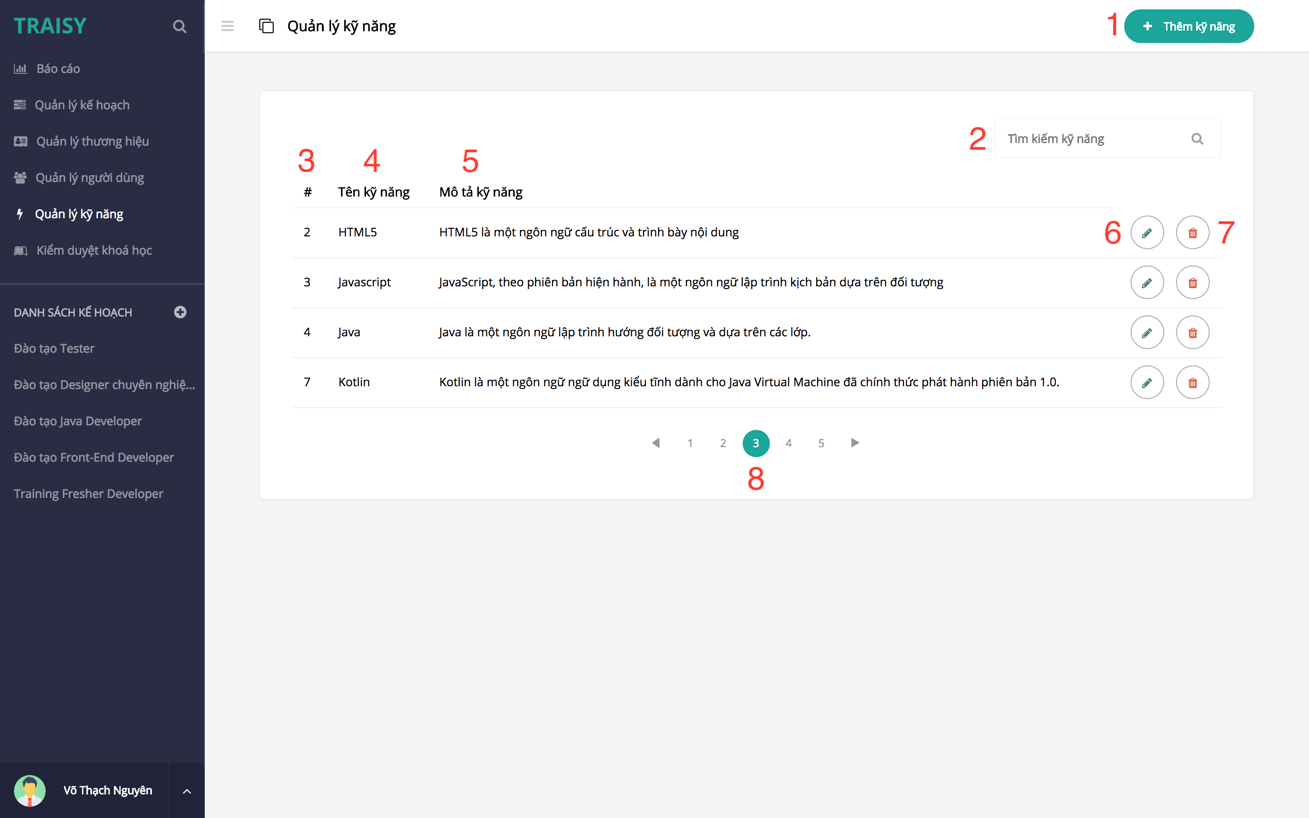 TRAISY
Báo cáo
Quản lý kế hoạch
Quản lý thương hiệu
Quản lý người dùng
Quản lý kỹ năng
Kiểm duyệt khoá học
DANH SÁCH KẾ HOẠCH
Đào tạo Tester
Đào tạo Designer chuyên nghiệ...
Đào tạo Java Developer
Đào tạo Front-End Developer
Training Fresher Developer
Võ Thạch Nguyên
Quản lý kỹ năng
1 + Thêm kỹ năng
2 Tìm kiếm kỹ năng
3 4 5
# Tên kỹ năng Mô tả kỹ năng
2 HTML5 HTML5 là một ngôn ngữ cấu trúc và trình bày nội dung 6 7
3 Javascript JavaScript, theo phiên bản hiện hành, là một ngôn ngữ lập trình kịch bản dựa trên đối tượng
4 Java Java là một ngôn ngữ lập trình hướng đối tượng và dựa trên các lớp.
7 Kotlin Kotlin là một ngôn ngữ ngữ dụng kiểu tĩnh dành cho Java Virtual Machine đã chính thức phát hành phiên bản 1.0.
1 2 3 4 5
8